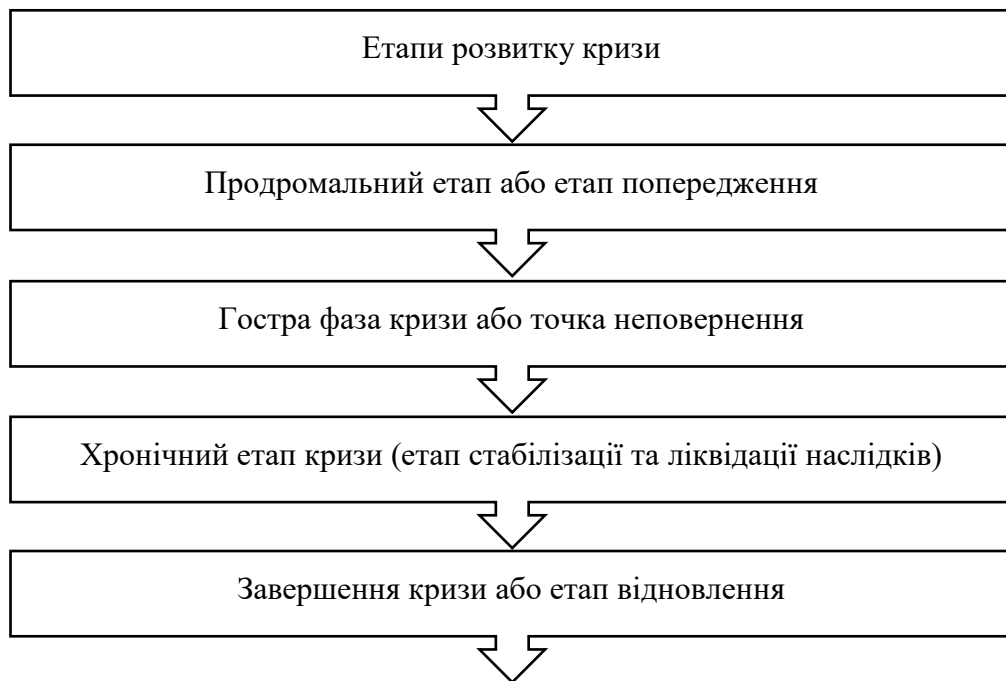 Етапи розвитку кризи
Продромальний етап або етап попередження
Гостра фаза кризи або точка неповернення
Хронічний етап кризи (етап стабілізації та ліквідації наслідків)
Завершення кризи або етап відновлення